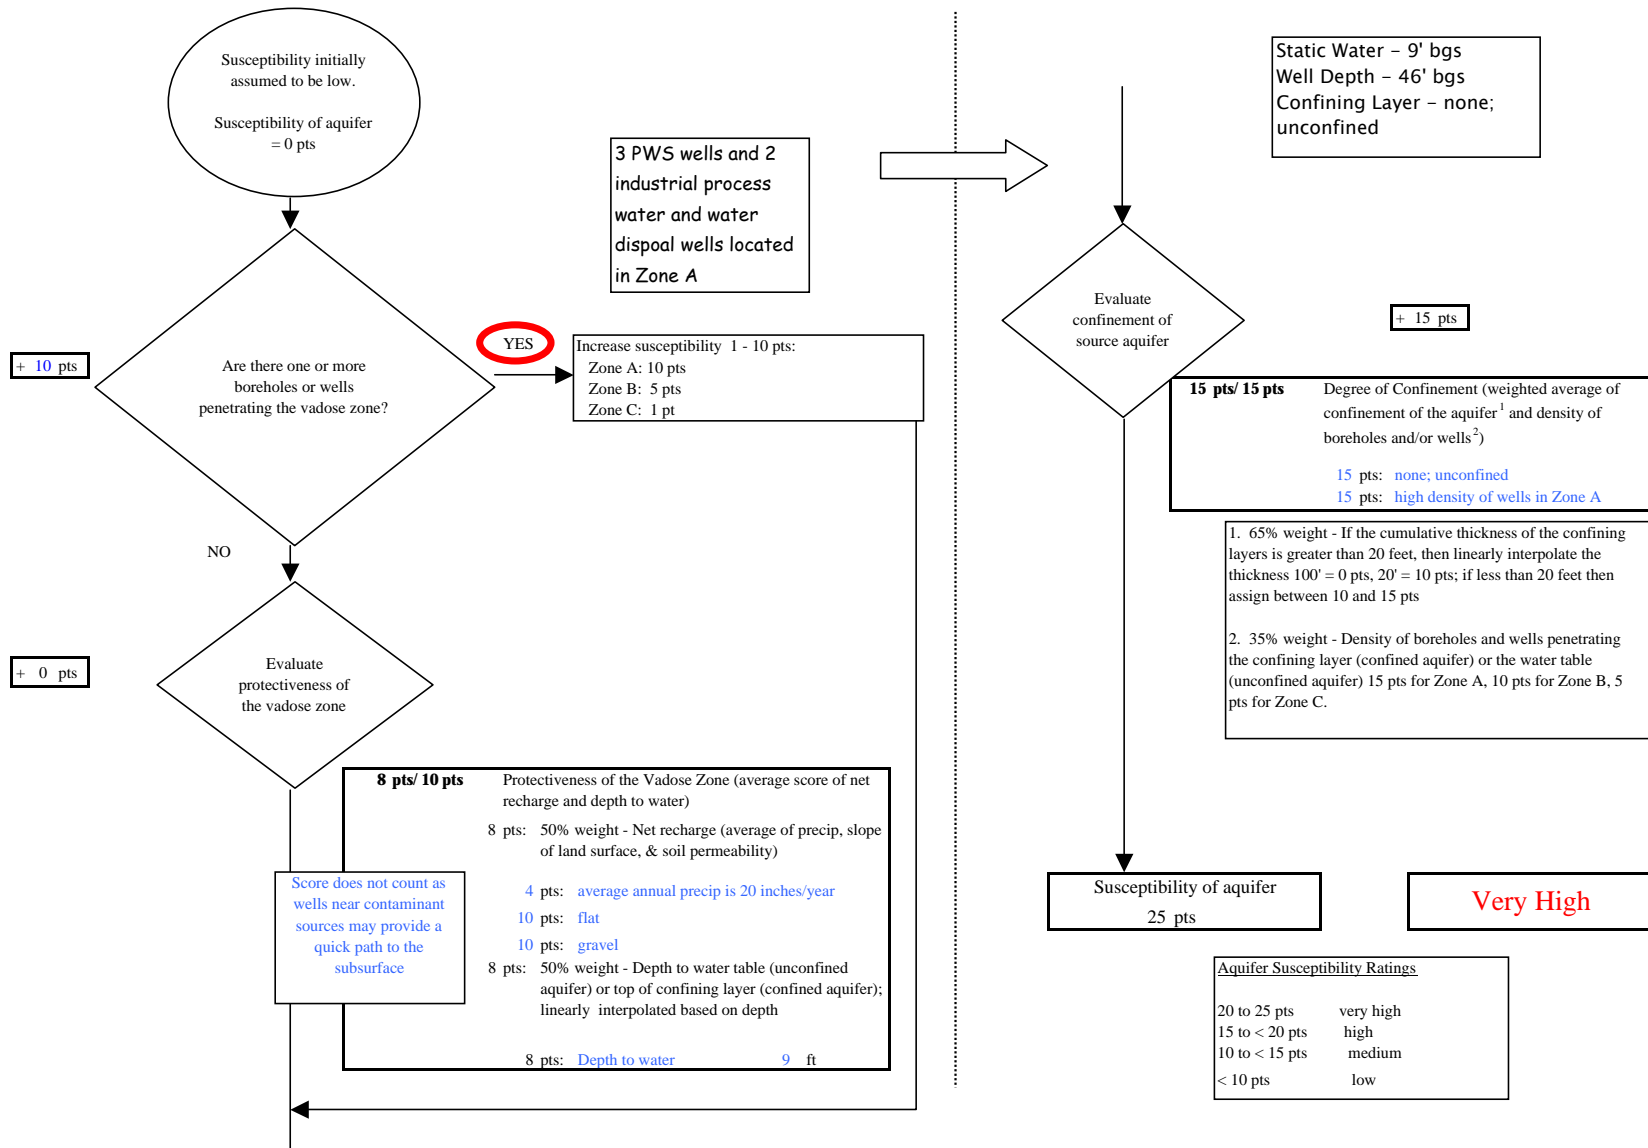 Susceptibility initially
assumed to be low.
Susceptibility of aquifer
= 0 pts
3 PWS wells and 2
industrial process
water and water
dispoal wells located
in Zone A
+ 10 pts
Are there one or more
boreholes or wells
penetrating the vadose zone?
YES
Increase susceptibility 1 - 10 pts:
Zone A: 10 pts
Zone B: 5 pts
Zone C: 1 pt
NO
+ 0 pts
Evaluate
protectiveness of
the vadose zone
8 pts/ 10 pts Protectiveness of the Vadose Zone (average score of net
recharge and depth to water)
8 pts: 50% weight - Net recharge (average of precip, slope
of land surface, & soil permeability)
4 pts: average annual precip is 20 inches/year
10 pts: flat
10 pts: gravel
8 pts: 50% weight - Depth to water table (unconfined
aquifer) or top of confining layer (confined aquifer);
linearly interpolated based on depth
8 pts: Depth to water 9 ft
Score does not count as
wells near contaminant
sources may provide a
quick path to the
subsurface
Static Water - 9' bgs
Well Depth - 46' bgs
Confining Layer - none;
unconfined
Evaluate
confinement of
source aquifer
+ 15 pts
15 pts/ 15 pts Degree of Confinement (weighted average of
confinement of the aquifer1 and density of
boreholes and/or wells2)
15 pts: none; unconfined
15 pts: high density of wells in Zone A
1. 65% weight - If the cumulative thickness of the confining
layers is greater than 20 feet, then linearly interpolate the
thickness 100' = 0 pts, 20' = 10 pts; if less than 20 feet then
assign between 10 and 15 pts
2. 35% weight - Density of boreholes and wells penetrating
the confining layer (confined aquifer) or the water table
(unconfined aquifer) 15 pts for Zone A, 10 pts for Zone B, 5
pts for Zone C.
Susceptibility of aquifer
25 pts
Very High
Aquifer Susceptibility Ratings
20 to 25 pts very high
15 to < 20 pts high
10 to < 15 pts medium
< 10 pts low